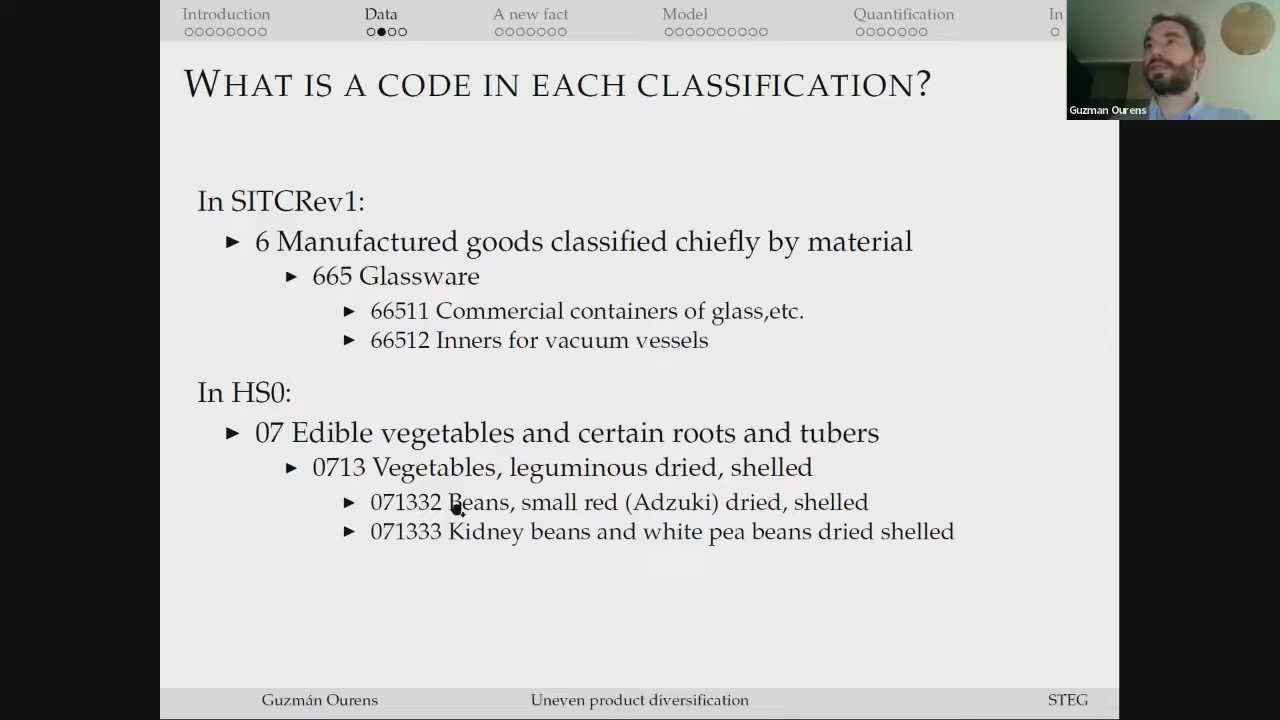 Introduction Data A new fact Model Quantification In
Guzman Ourens
WHAT IS A CODE IN EACH CLASSIFICATION?
In SITCRev1:
6 Manufactured goods classified chiefly by material
665 Glassware
66511 Commercial containers of glass,etc.
66512 Inners for vacuum vessels
In HS0:
07 Edible vegetables and certain roots and tubers
0713 Vegetables, leguminous dried, shelled
071332 Beans, small red (Adzuki) dried, shelled
071333 Kidney beans and white pea beans dried shelled
Guzmán Ourens Uneven product diversification STEG